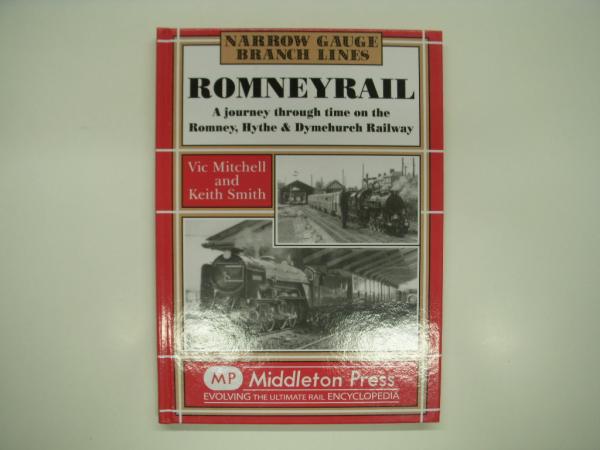 NARROW GAUGE
BRANCH LINES
ROMNEYRAIL
A journey through time on the
Romney, Hythe & Dymchurch Railway
Vic Mitchell
and
Keith Smith
MP Middleton Press
EVOLVING THE ULTIMATE RAIL ENCYCLOPEDIA